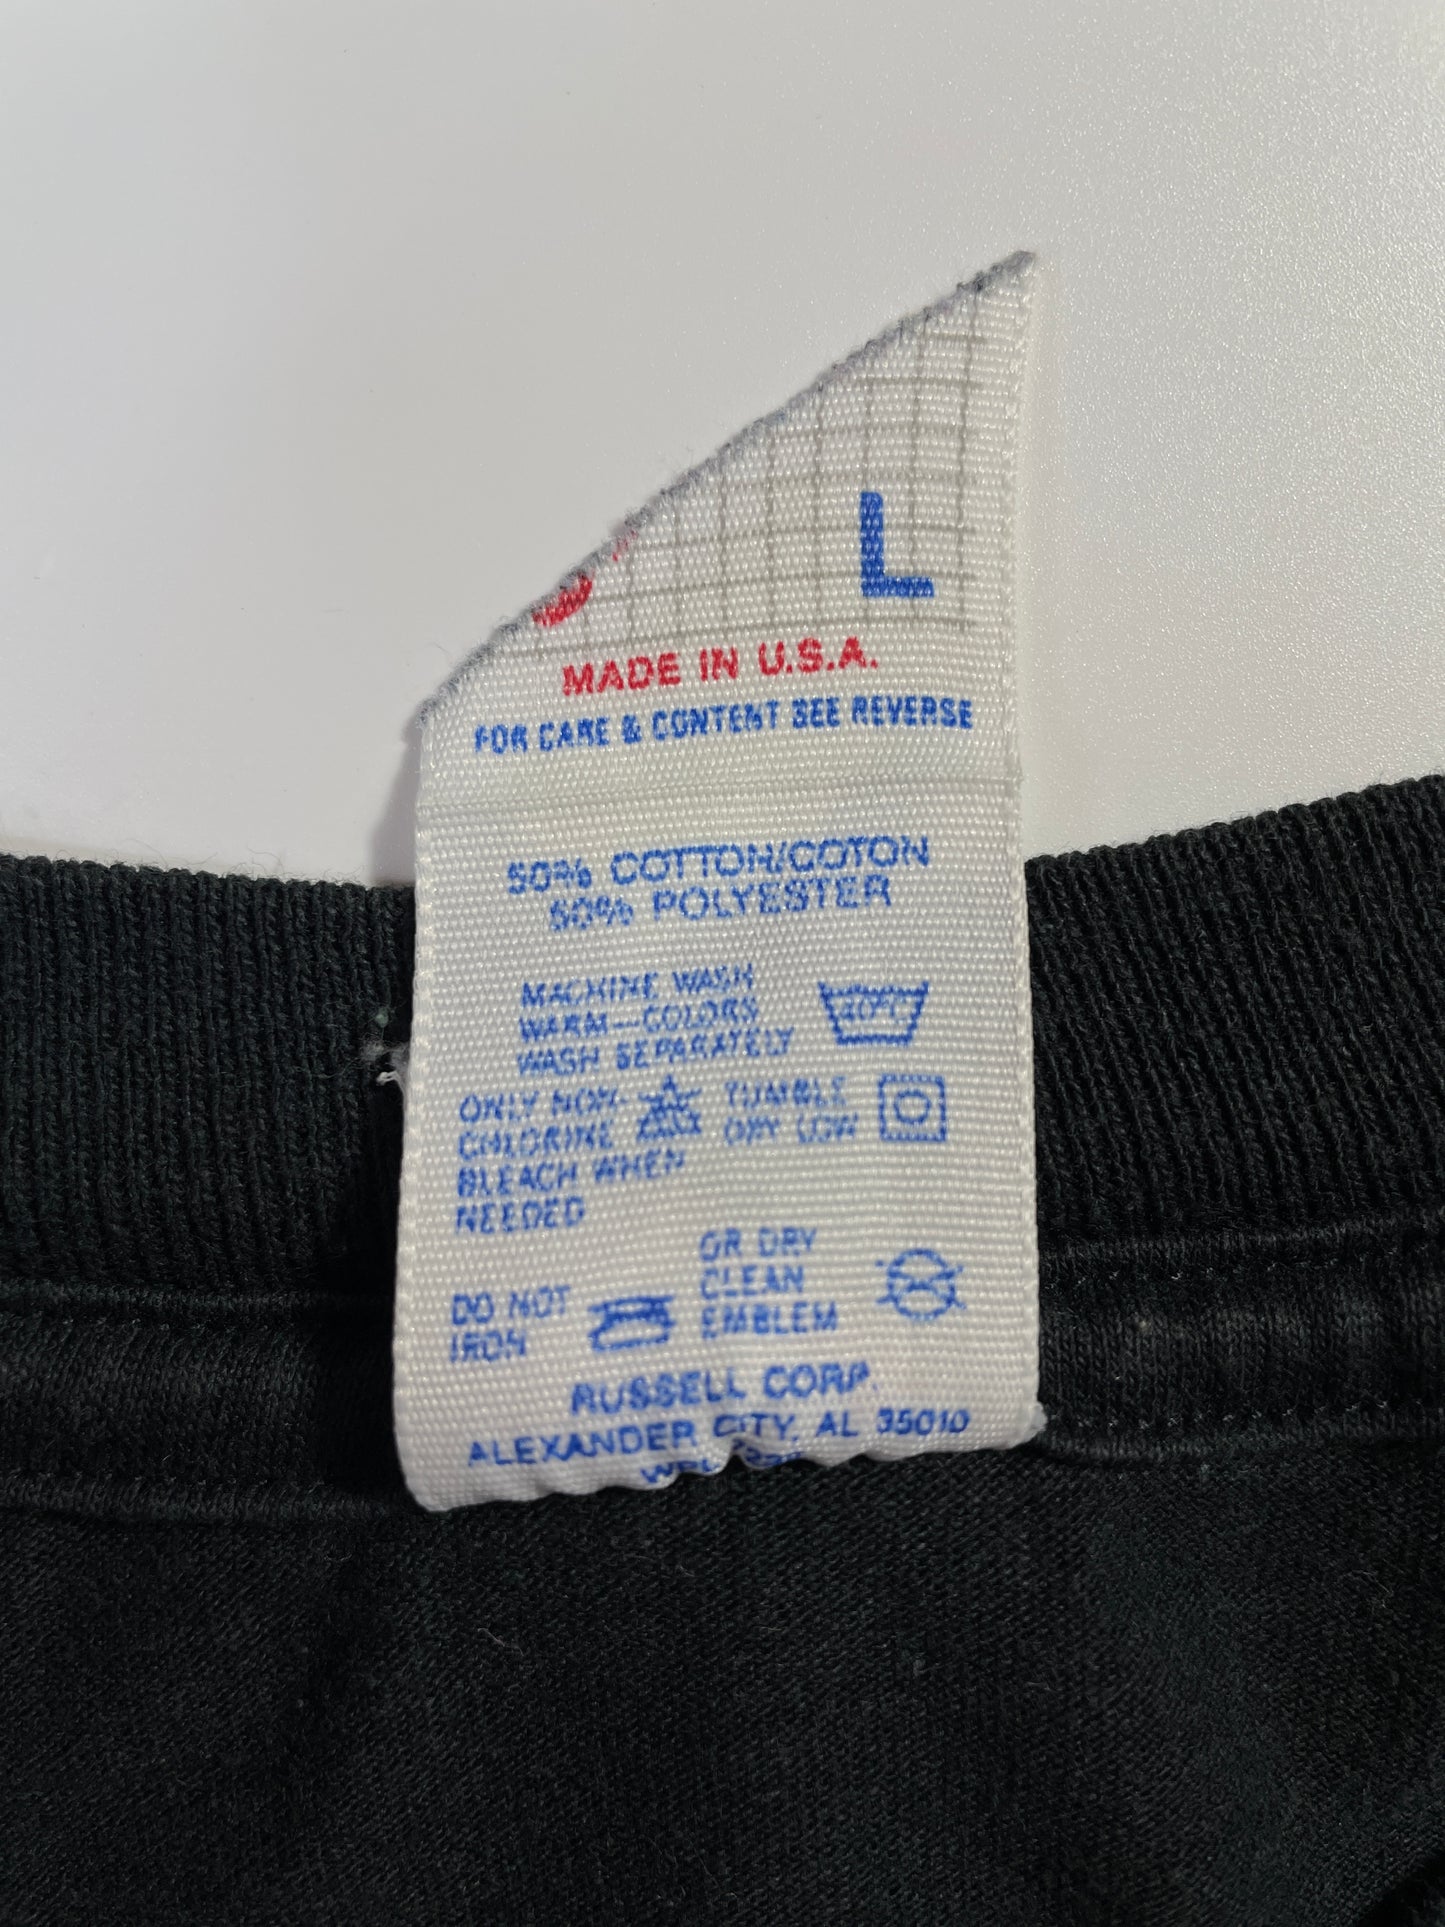 L
MADE IN U.S.A.
FOR CARE & CONTENT SEE REVERSE
50% COTTON/COTON
50% POLYESTER
MACHINE WASH
WARM—COLORS
WASH SEPARATELY
40°C
ONLY NON-
CHLORINE
BLEACH WHEN
NEEDED
TUMBLE
DRY LOW
DO NOT
IRON
OR DRY
CLEAN
EMBLEM
RUSSELL CORP.
ALEXANDER CITY, AL 35010